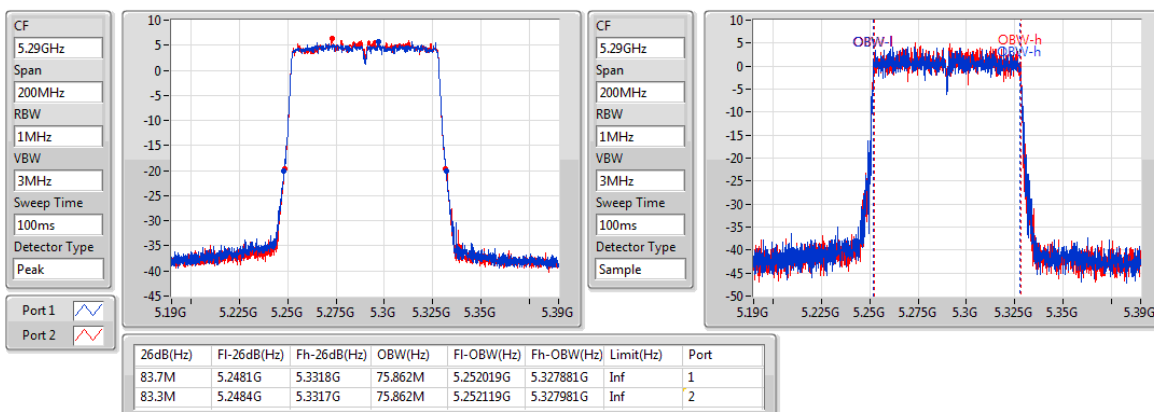 CF
5.29GHz
Span
200MHz
RBW
1MHz
VBW
3MHz
Sweep Time
100ms
Detector Type
Peak
Port 1
Port 2
10
5
0
-5
-10
-15
-20
-25
-30
-35
-40
-45
5.19G 5.225G 5.25G 5.275G 5.3G 5.325G 5.39G
CF
5.29GHz
Span
200MHz
RBW
1MHz
VBW
3MHz
Sweep Time
100ms
Detector Type
Sample
10
5
0
-5
-10
-15
-20
-25
-30
-35
-40
-45
-50
OBW-l
OBW-h
OBW-h
5.19G 5.225G 5.25G 5.275G 5.3G 5.325G 5.39G
26dB(Hz) Fl-26dB(Hz) Fh-26dB(Hz) OBW(Hz) Fl-OBW(Hz) Fh-OBW(Hz) Limit(Hz) Port
83.7M 5.2481G 5.3318G 75.862M 5.252019G 5.327881G Inf 1
83.3M 5.2484G 5.3317G 75.862M 5.252119G 5.327981G Inf 2